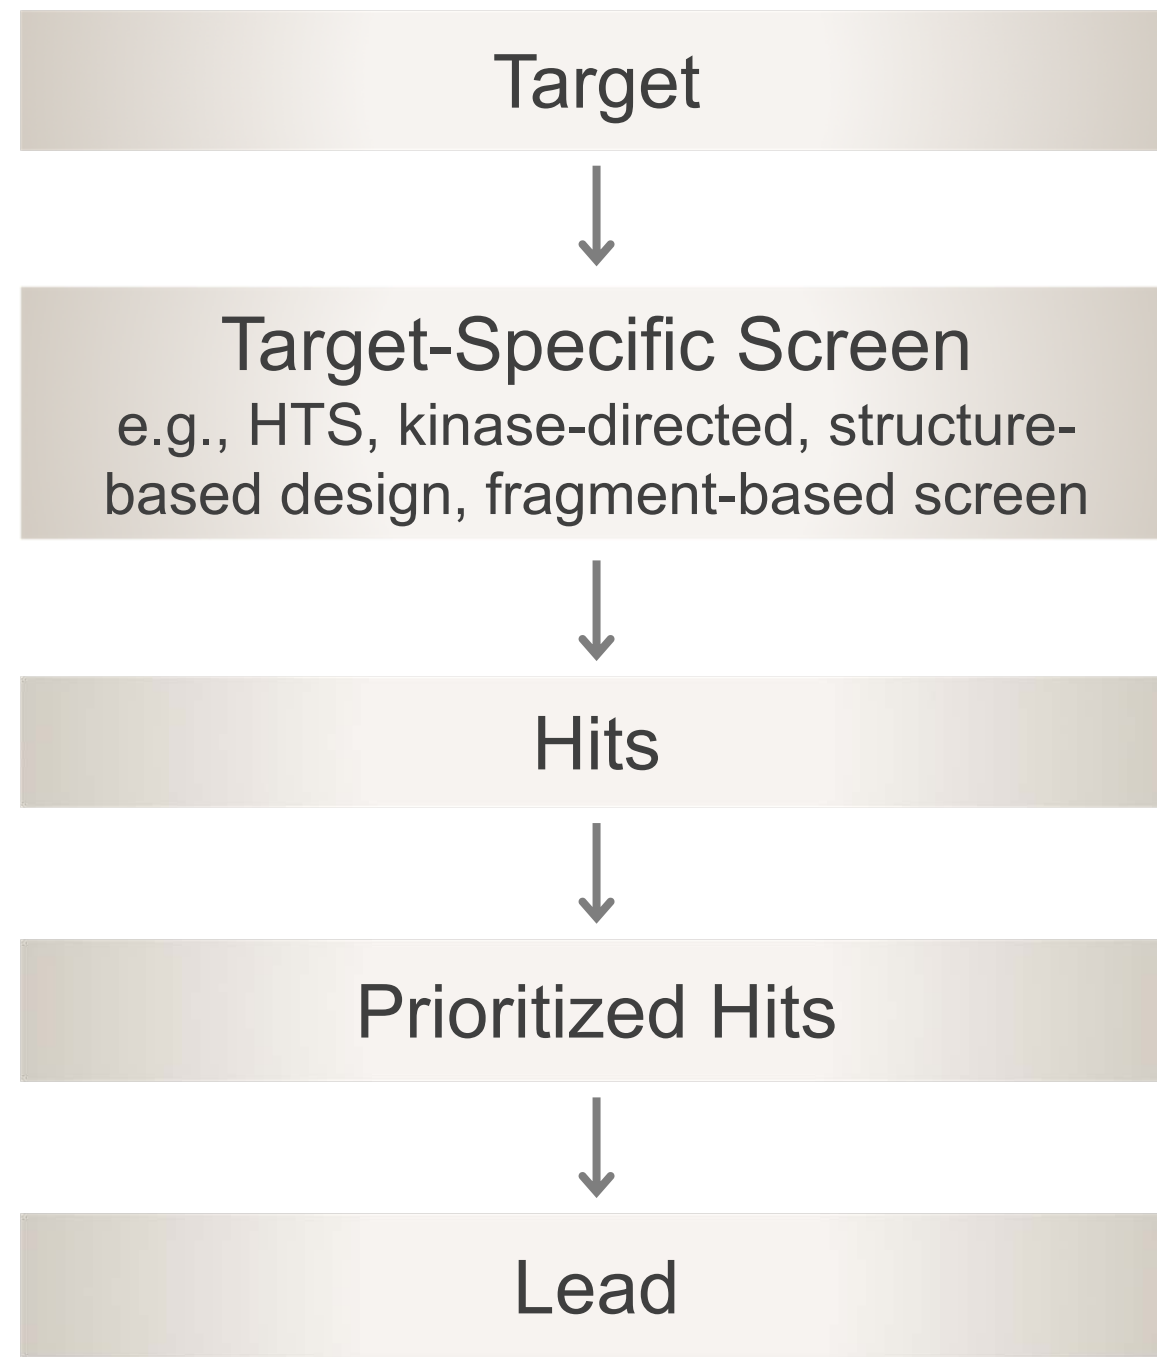 Target
Target-Specific Screen
e.g., HTS, kinase-directed, structure-
based design, fragment-based screen
Hits
Prioritized Hits
Lead